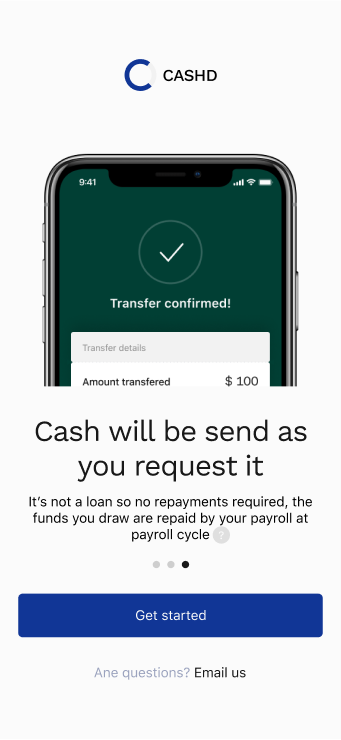 CASHD
9:41
Transfer confirmed!
Transfer details
Amount transfered $ 100
Cash will be send as
you request it
It's not a loan so no repayments required, the
funds you draw are repaid by your payroll at
payroll cycle ?
Get started
Ane questions? Email us